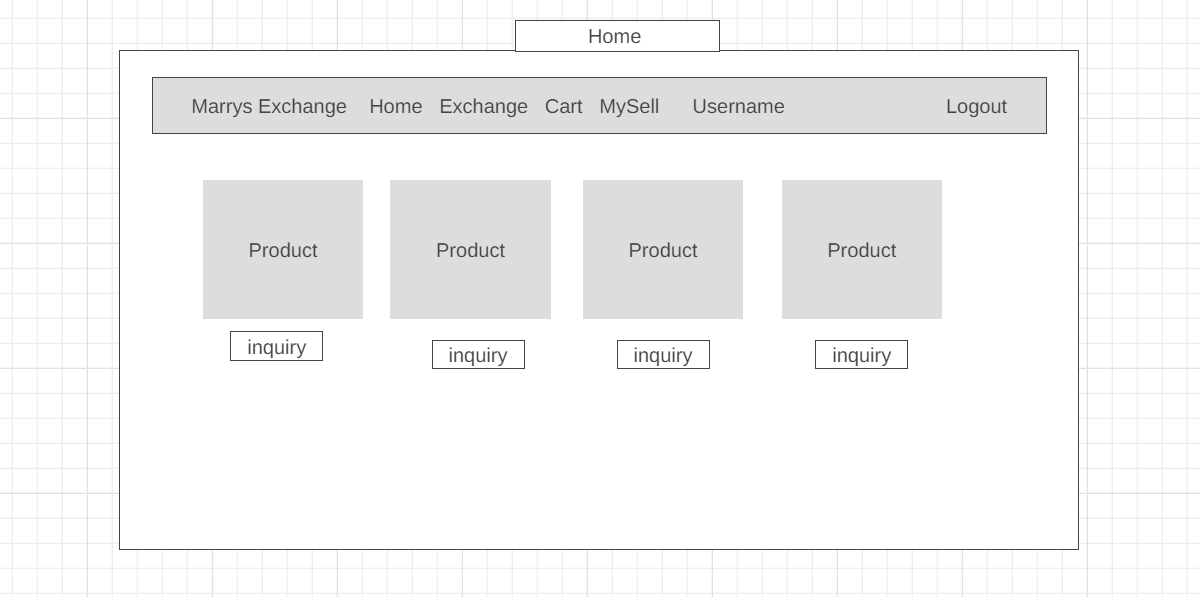 Home
Marrys Exchange Home Exchange Cart MySell Username Logout
Product Product Product Product
inquiry inquiry inquiry inquiry